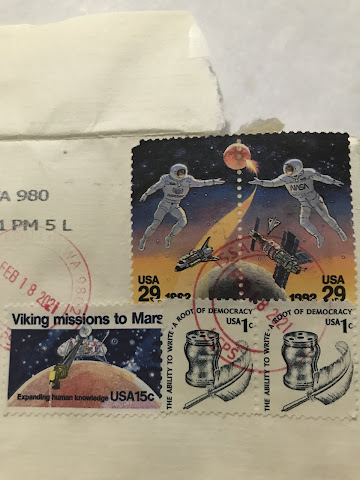 A 980
1 PM 5 L
FEB 18 2021
NASA
USA
29
USA
29
1992
Viking missions to Mars
Expanding human knowledge USA 15c
THE ABILITY TO WRITE • A ROOT OF DEMOCRACY
USA 1c
THE ABILITY TO WRITE • A ROOT OF DEMOCRACY
USA 1c